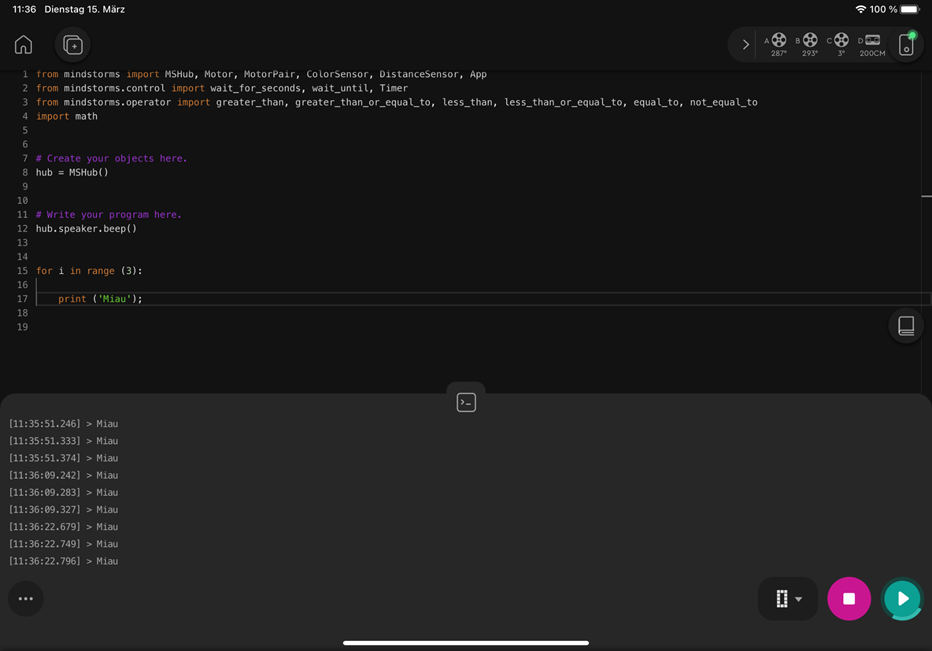 11:36 Dienstag 15. März
100 %
A B C D
287° 293° 3° 200CM
1 from mindstorms import MSHub, Motor, MotorPair, ColorSensor, DistanceSensor, App
2 from mindstorms.control import wait_for_seconds, wait_until, Timer
3 from mindstorms.operator import greater_than, greater_than_or_equal_to, less_than, less_than_or_equal_to, equal_to, not_equal_to
4 import math
5
6
7 # Create your objects here.
8 hub = MSHub()
9
10
11 # Write your program here.
12 hub.speaker.beep()
13
14
15 for i in range (3):
16
17 print ('Miau');
18
19
[11:35:51.246] > Miau
[11:35:51.333] > Miau
[11:35:51.374] > Miau
[11:36:09.242] > Miau
[11:36:09.283] > Miau
[11:36:09.327] > Miau
[11:36:22.679] > Miau
[11:36:22.749] > Miau
[11:36:22.796] > Miau